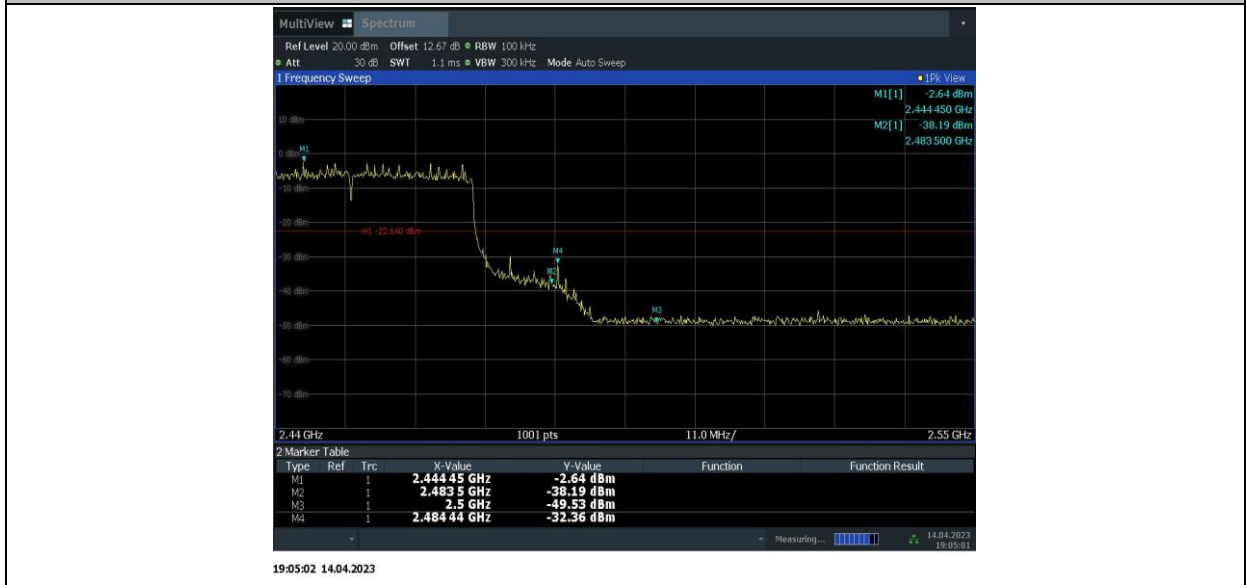 MultiView Spectrum
Ref Level 20.00 dBm Offset 12.67 dB RBW 100 kHz
Att 30 dB SWT 1.1 ms VBW 300 kHz Mode Auto Sweep
1 Frequency Sweep 1Pk View
M1[1] -2.64 dBm
2.444450 GHz
10 dBm
M2[1] -38.19 dBm
2.483500 GHz
0 dBm
M1
-10 dBm
-20 dBm
H1 -22.640 dBm
M4
-30 dBm
M2
-40 dBm
M3
-50 dBm
-60 dBm
-70 dBm
2.44 GHz 1001 pts 11.0 MHz/ 2.55 GHz
2 Marker Table
Type Ref Trc X-Value Y-Value Function Function Result
M1 1 2.444 45 GHz -2.64 dBm
M2 1 2.483 5 GHz -38.19 dBm
M3 1 2.5 GHz -49.53 dBm
M4 1 2.484 44 GHz -32.36 dBm
Measuring... 14.04.2023
19:05:01
19:05:02 14.04.2023